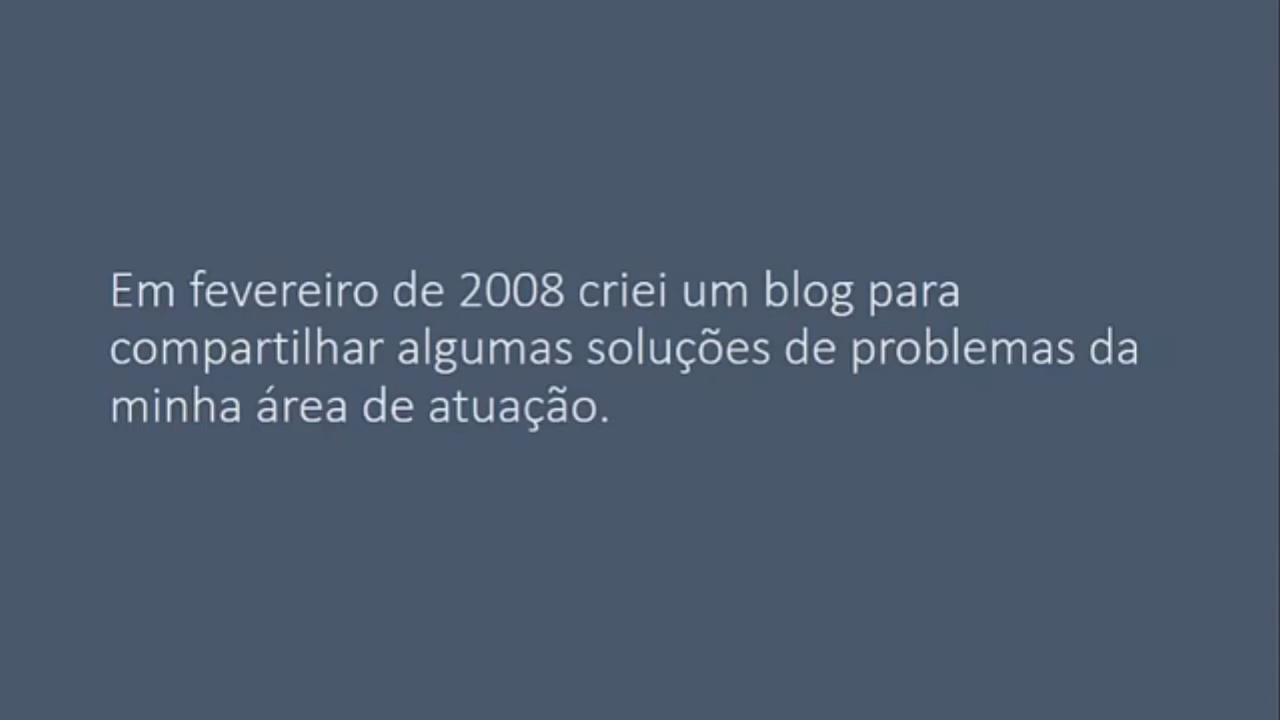 Em fevereiro de 2008 criei um blog para
compartilhar algumas soluções de problemas da
minha área de atuação.